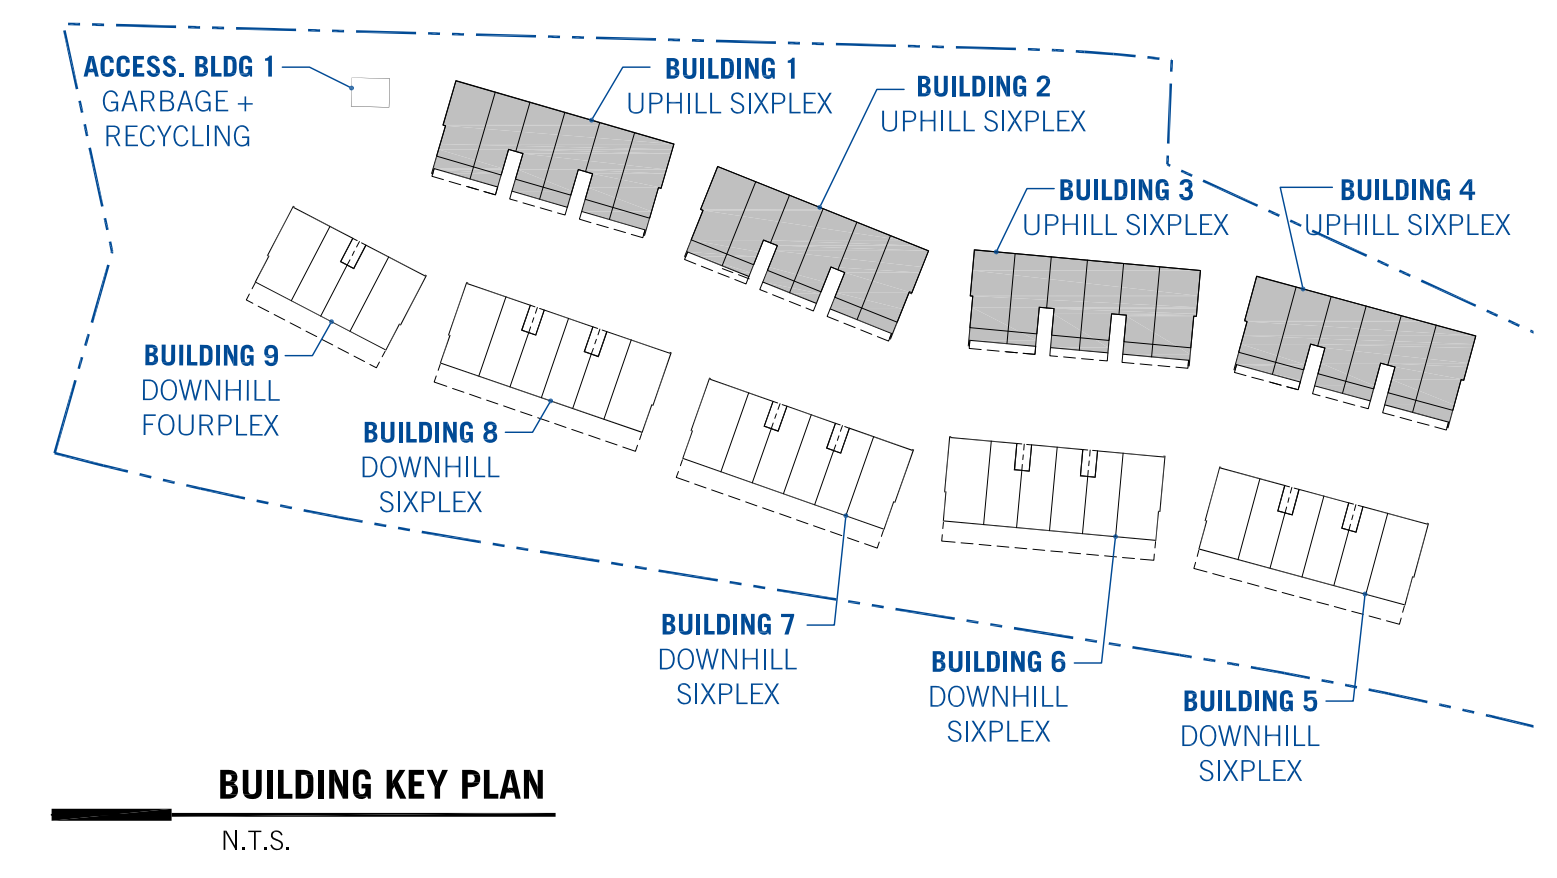 ACCESS. BLDG 1
GARBAGE +
RECYCLING
BUILDING 1
UPHILL SIXPLEX
BUILDING 2
UPHILL SIXPLEX
BUILDING 3
UPHILL SIXPLEX
BUILDING 4
UPHILL SIXPLEX
BUILDING 9
DOWNHILL
FOURPLEX
BUILDING 8
DOWNHILL
SIXPLEX
BUILDING 7
DOWNHILL
SIXPLEX
BUILDING 6
DOWNHILL
SIXPLEX
BUILDING 5
DOWNHILL
SIXPLEX
BUILDING KEY PLAN
N.T.S.